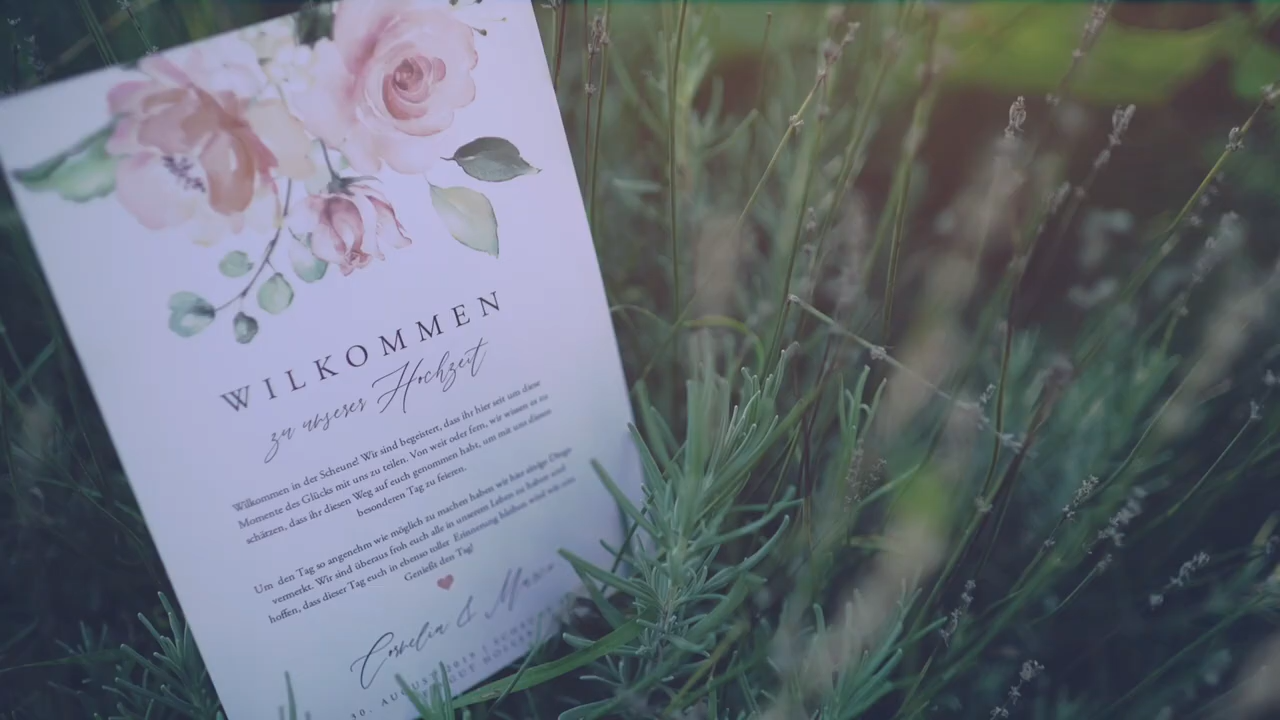 WILKOMMEN
zu unserer Hochzeit
Willkommen in der Scheune! Wir sind begeistert, dass ihr hier seit um diese
Momente des Glücks mit uns zu teilen. Von weit oder fern, wir wissen es zu
schätzen, dass ihr diesen Weg auf euch genommen habt, um mit uns diesen
besonderen Tag zu feieren.
Um den Tag so angenehm wie möglich zu machen haben wir hier einige Dinge
vermerkt. Wir sind überaus froh euch alle in unserem Leben zu haben und
hoffen, dass dieser Tag euch in ebenso toller Erinnerung bleiben wird wie uns
Genießt den Tag!
Cornelia &
30. AUGUST